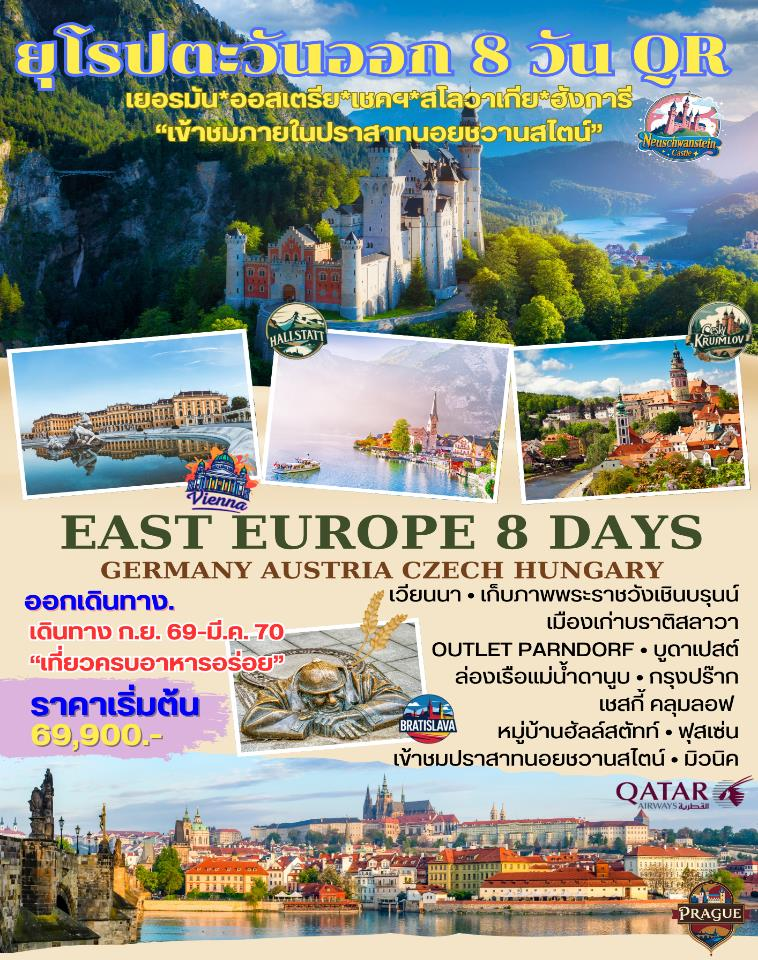 ยุโรปตะวันออก 8 วัน QR
เยอรมัน*ออสเตรีย*เชคฯ*สโลวาเกีย*ฮังการี
“เข้าชมภายในปราสาทนอยชวานสไตน์”
Neuschwanstein
Castle
HALLSTATT
ČESKÝ
KRUMLOV
Vienna
EAST EUROPE 8 DAYS
GERMANY AUSTRIA CZECH HUNGARY
ออกเดินทาง.
เดินทาง ก.ย. 69-มี.ค. 70
“เที่ยวครบอาหารอร่อย”
ราคาเริ่มต้น
69,900.-
เวียนนา • เก็บภาพพระราชวังเชินบรุนน์
เมืองเก่าบราติสลาวา
OUTLET PARNDORF • บูดาเปสต์
ล่องเรือแม่น้ำดานูบ • กรุงปร๊าก
เชสกี้ คลุมลอฟ
หมู่บ้านฮัลล์สตัทท์ • ฟุสเซ่น
เข้าชมปราสาทนอยชวานสไตน์ • มิวนิค
BRATISLAVA
QATAR
AIRWAYS القطرية
PRAGUE